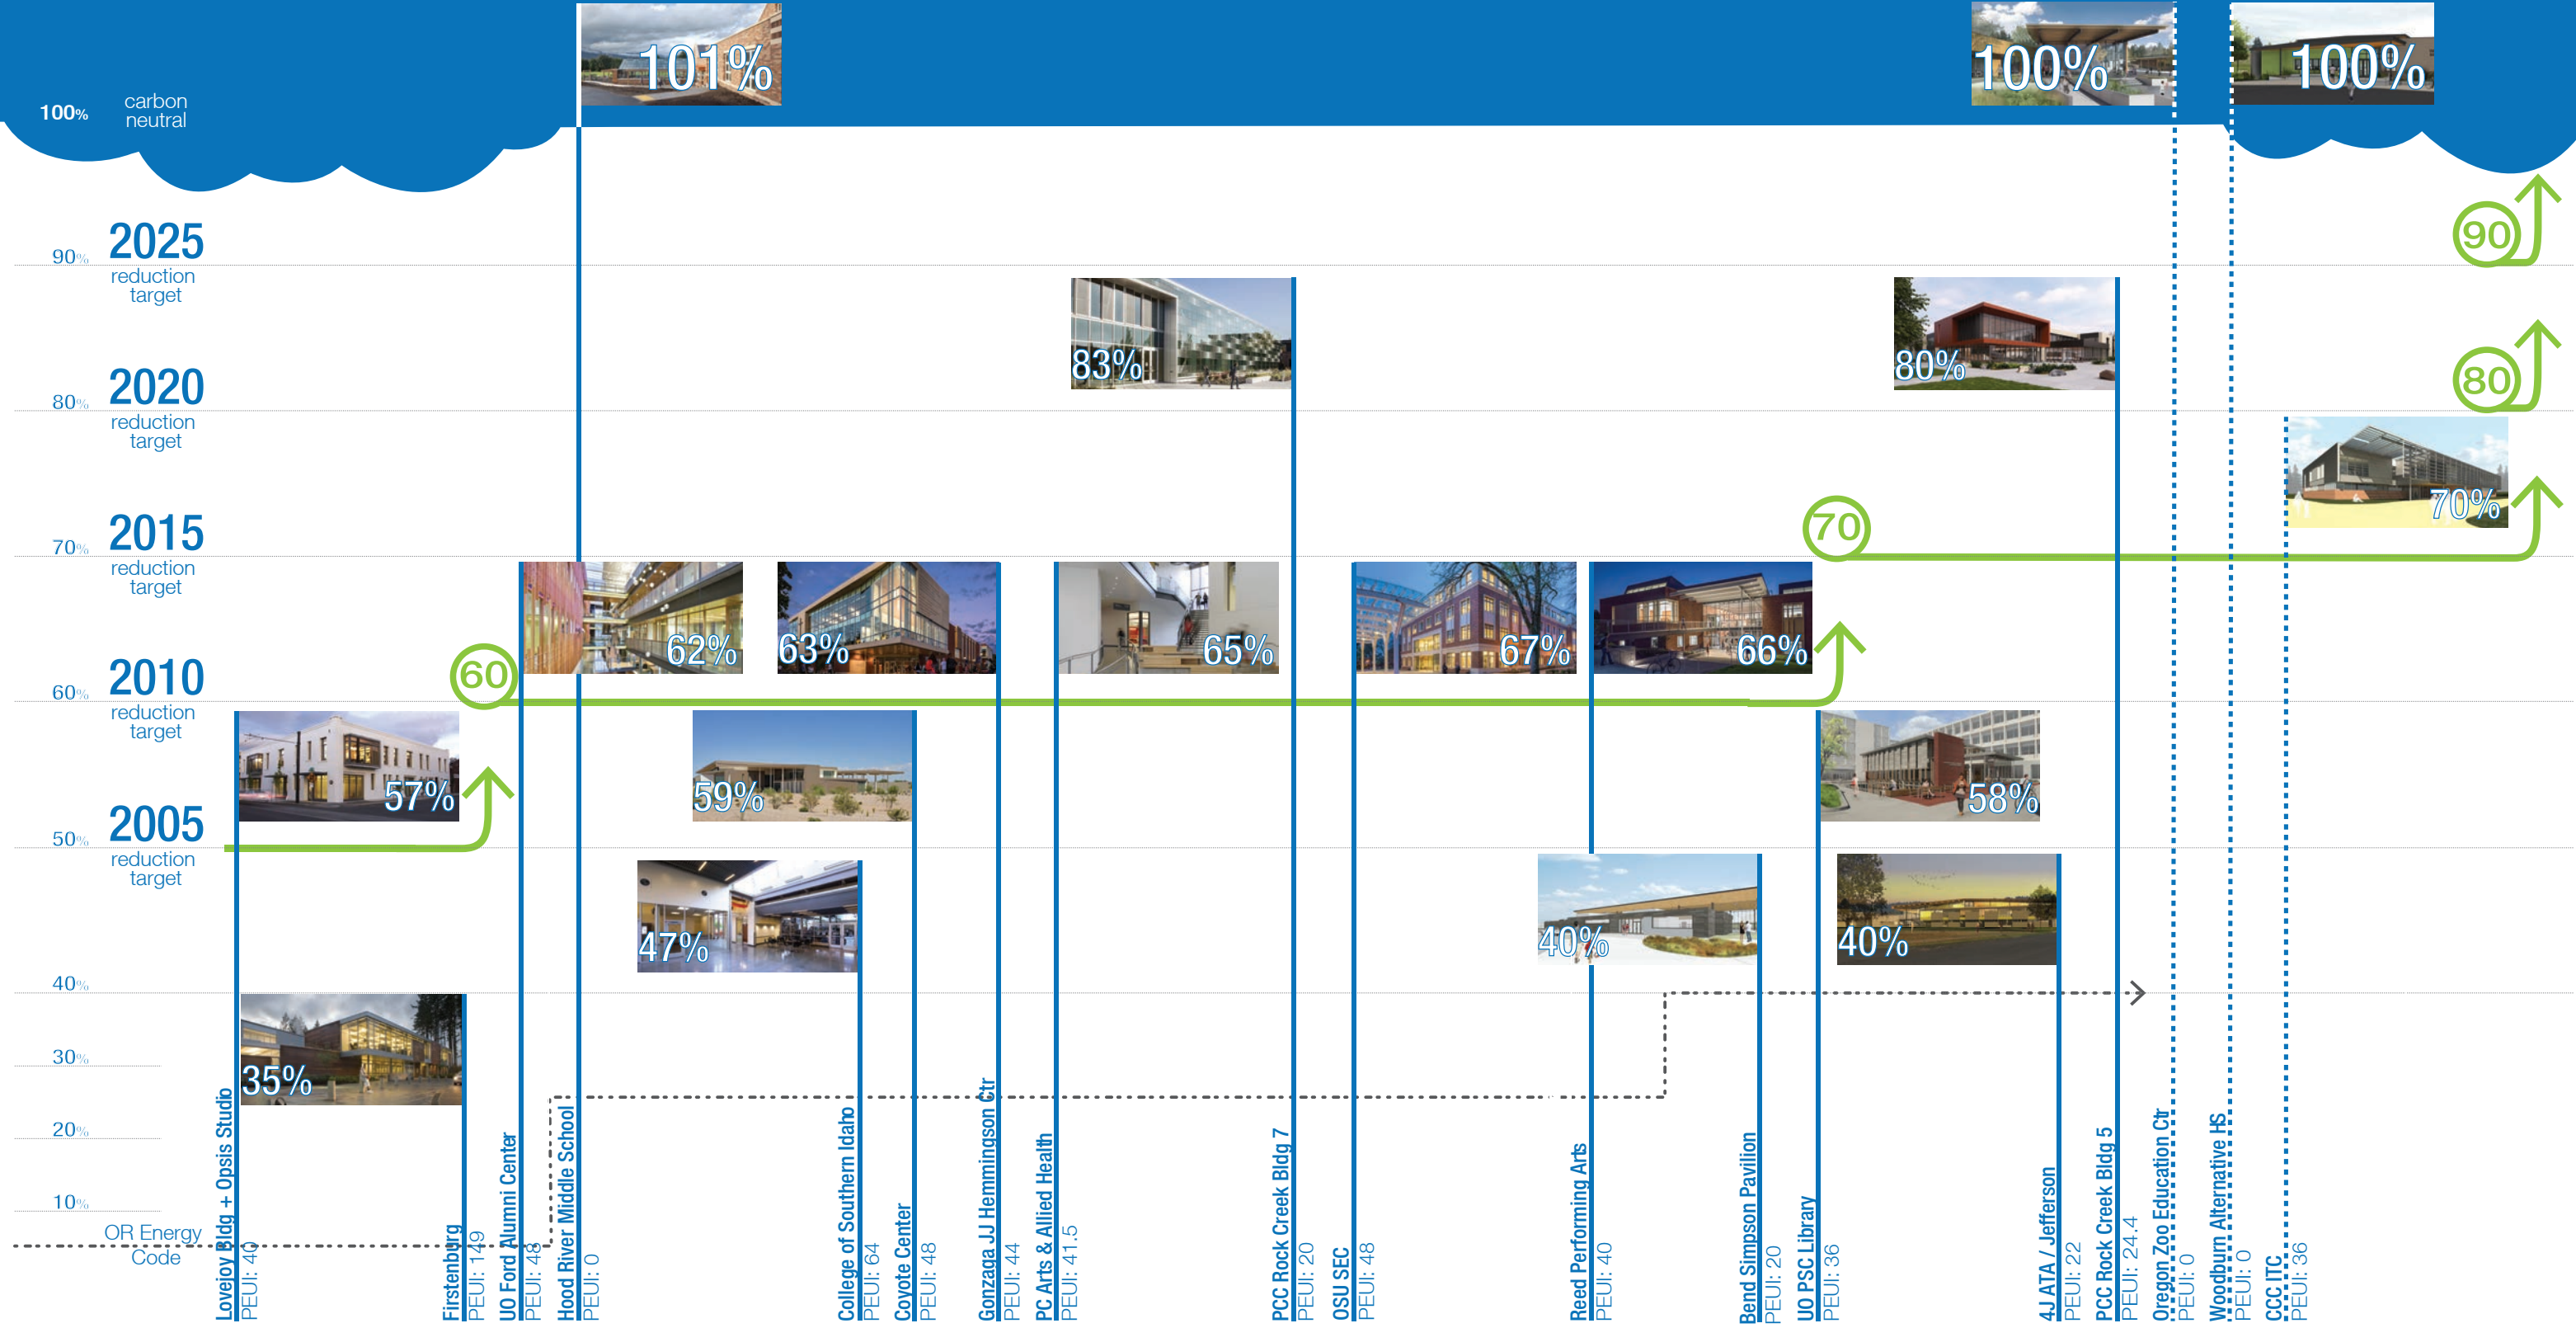 101%
100%
100%
100%
carbon
neutral
90%
2025
reduction
target
90
83%
80%
80%
2020
reduction
target
80
70%
70%
2015
reduction
target
70
62%
63%
65%
67%
66%
60%
2010
reduction
target
60
57%
59%
58%
50%
2005
reduction
target
47%
40%
40%
40%
35%
30%
20%
10%
OR Energy
Code
Lovejoy Bldg + Opsis Studio
PEUI: 40
Firstenburg
PEUI: 149
UO Ford Alumni Center
PEUI: 48
Hood River Middle School
PEUI: 0
College of Southern Idaho
PEUI: 64
Coyote Center
PEUI: 48
Gonzaga JJ Hemmingson Ctr
PEUI: 44
PC Arts & Allied Health
PEUI: 41.5
PCC Rock Creek Bldg 7
PEUI: 20
OSU SEC
PEUI: 48
Reed Performing Arts
PEUI: 40
Bend Simpson Pavilion
PEUI: 20
UO PSC Library
PEUI: 36
4J ATA / Jefferson
PEUI: 22
PCC Rock Creek Bldg 5
PEUI: 24.4
Oregon Zoo Education Ctr
PEUI: 0
Woodburn Alternative HS
PEUI: 0
CCC ITC
PEUI: 36